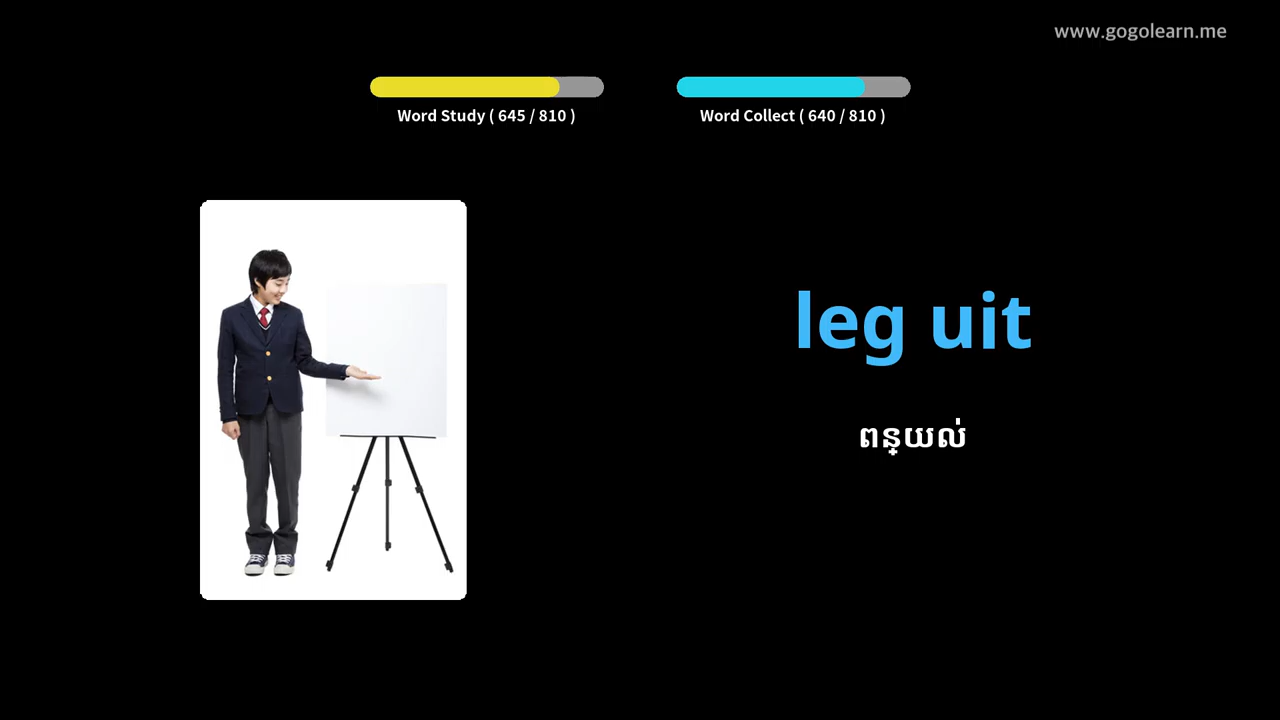 www.gogolearn.me
Word Study ( 645 / 810 )
Word Collect ( 640 / 810 )
leg uit
ពន្យល់